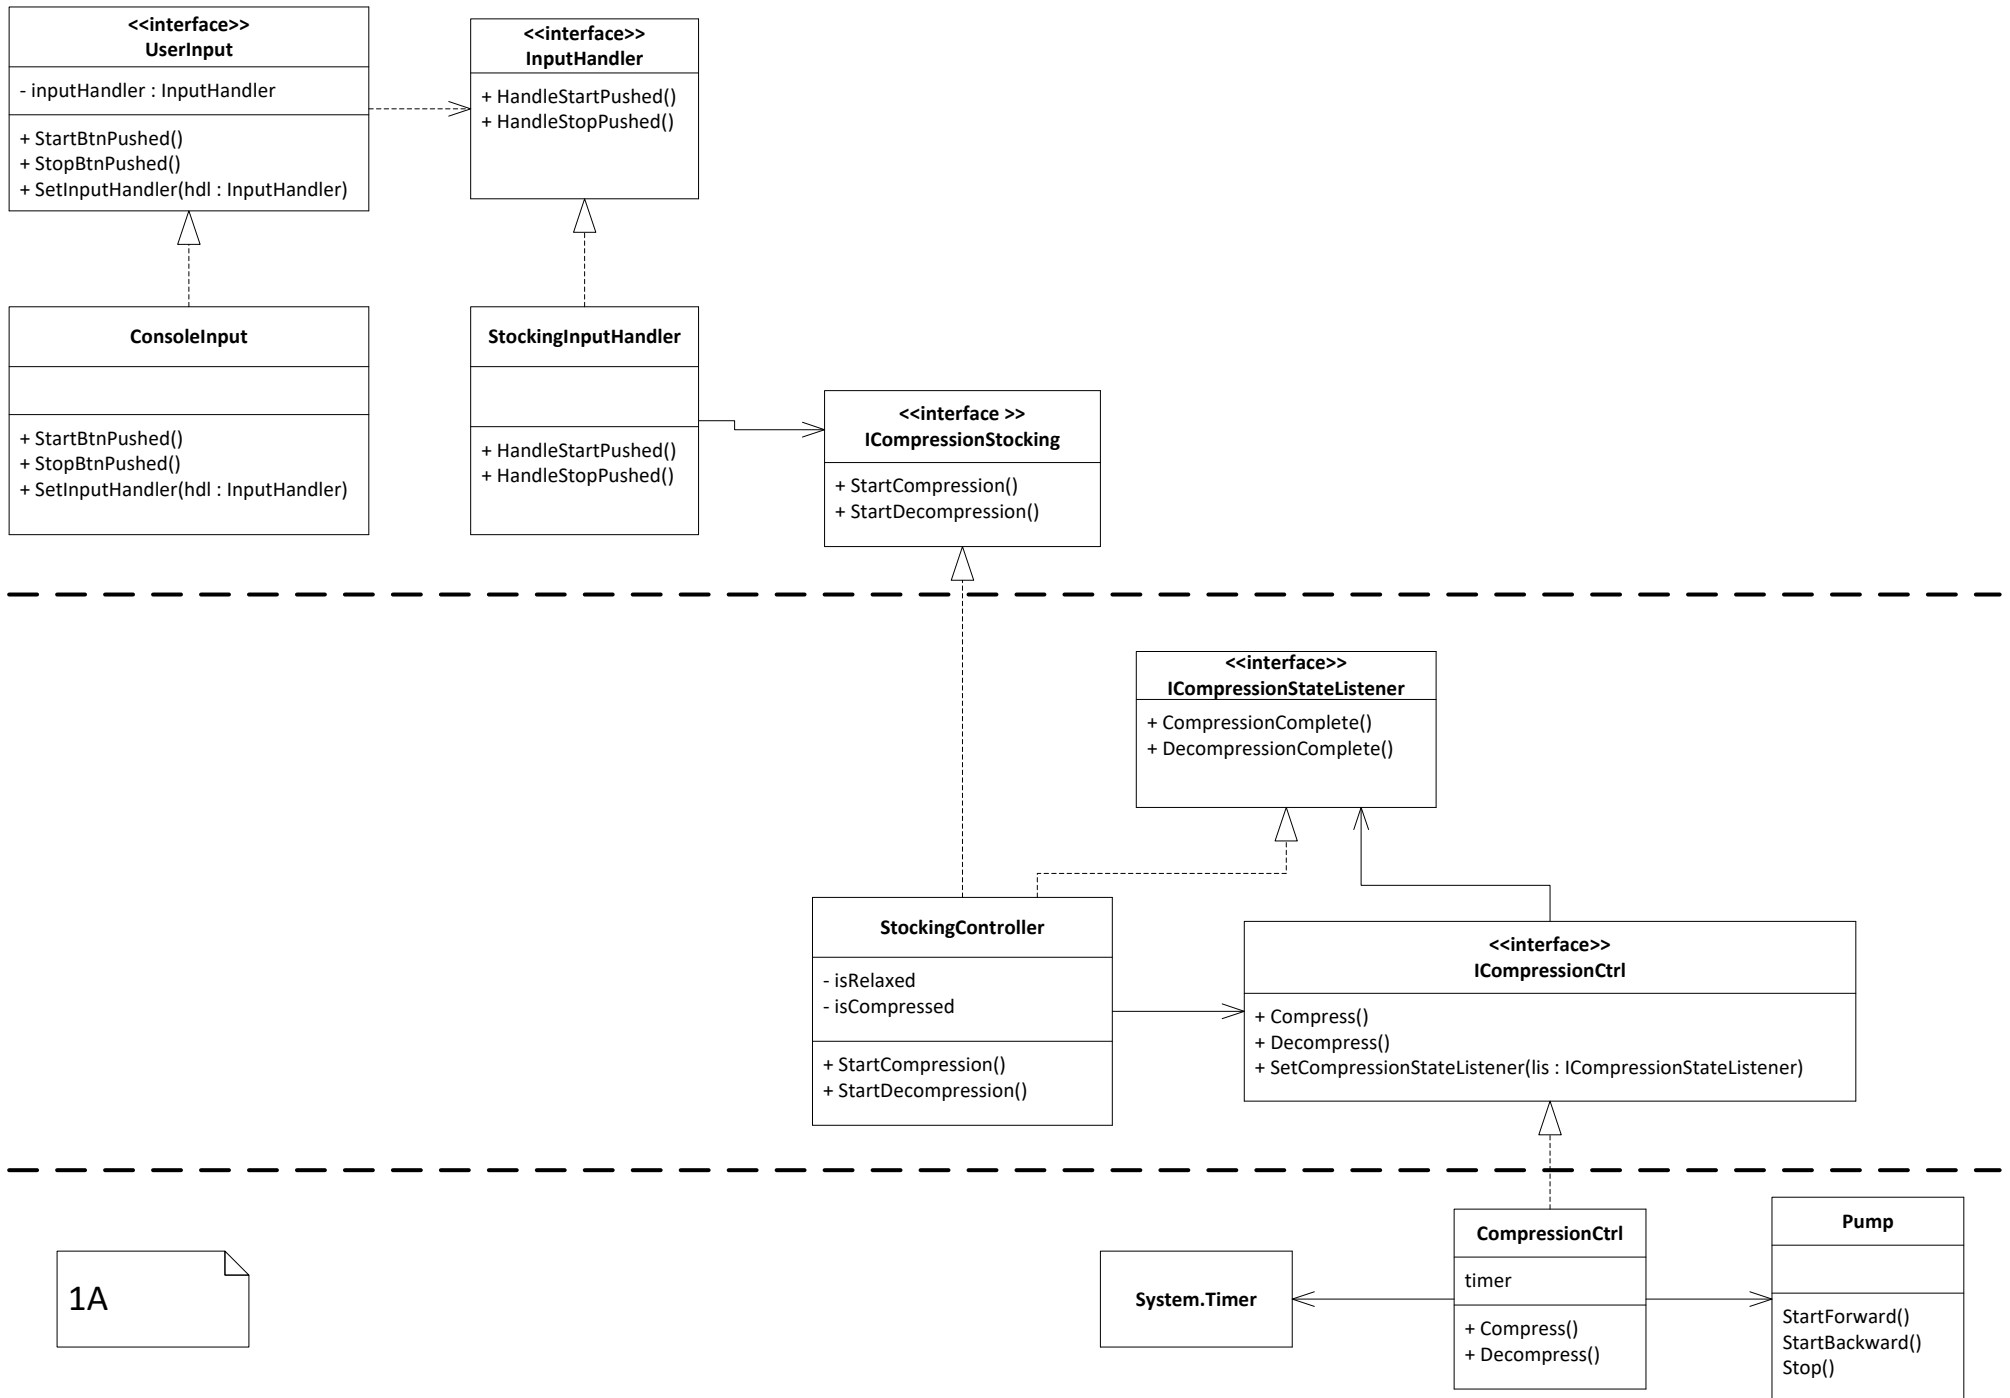 <<interface>>
UserInput
- inputHandler : InputHandler
+ StartBtnPushed()
+ StopBtnPushed()
+ SetInputHandler(hdl : InputHandler)
<<interface>>
InputHandler
+ HandleStartPushed()
+ HandleStopPushed()
ConsoleInput
+ StartBtnPushed()
+ StopBtnPushed()
+ SetInputHandler(hdl : InputHandler)
StockingInputHandler
+ HandleStartPushed()
+ HandleStopPushed()
<<interface >>
ICompressionStocking
+ StartCompression()
+ StartDecompression()
<<interface>>
ICompressionStateListener
+ CompressionComplete()
+ DecompressionComplete()
StockingController
- isRelaxed
- isCompressed
+ StartCompression()
+ StartDecompression()
<<interface>>
ICompressionCtrl
+ Compress()
+ Decompress()
+ SetCompressionStateListener(lis : ICompressionStateListener)
1A
System.Timer
CompressionCtrl
timer
+ Compress()
+ Decompress()
Pump
StartForward()
StartBackward()
Stop()